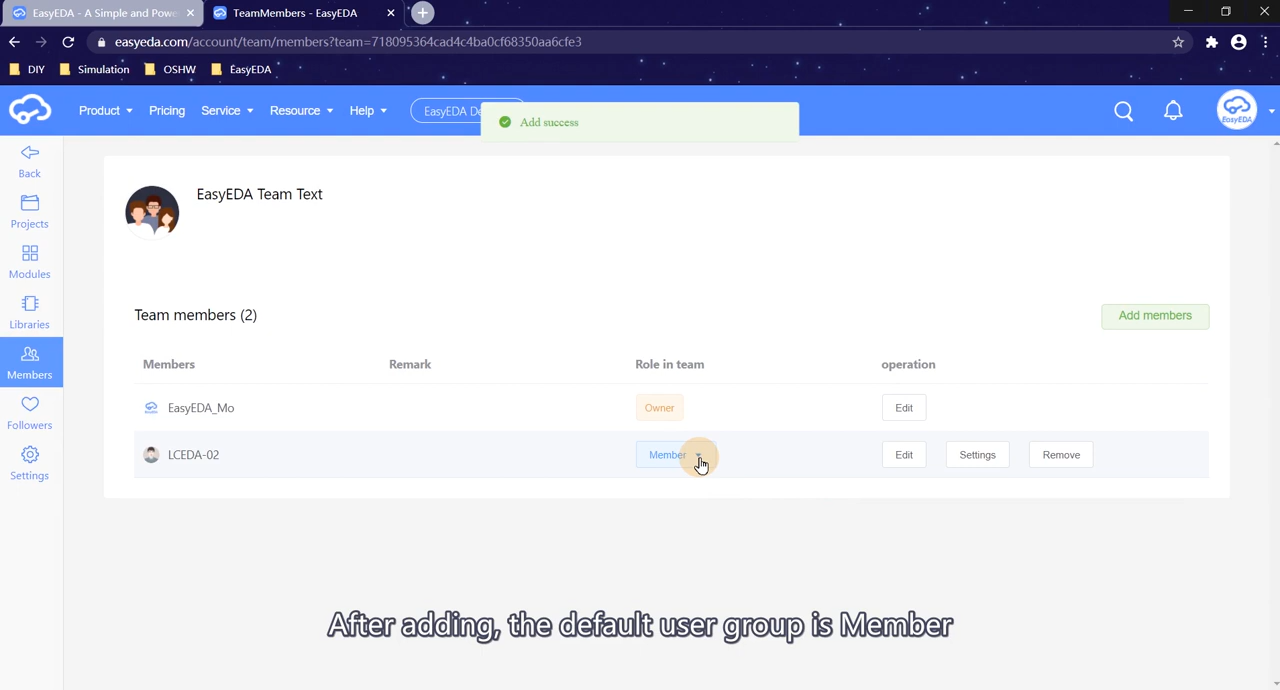 EasyEDA - A Simple and Powe
TeamMembers - EasyEDA
easyeda.com/account/team/members?team=718095364cad4c4ba0cf68350aa6cfe3
DIY Simulation OSHW EasyEDA
Product Pricing Service Resource Help EasyEDA De
Add success
EasyEDA
Back
Projects
Modules
Libraries
Members
Followers
Settings
EasyEDA Team Text
Team members (2)
Add members
Members Remark Role in team operation
EasyEDA_Mo Owner Edit
LCEDA-02 Member Edit Settings Remove
After adding, the default user group is Member